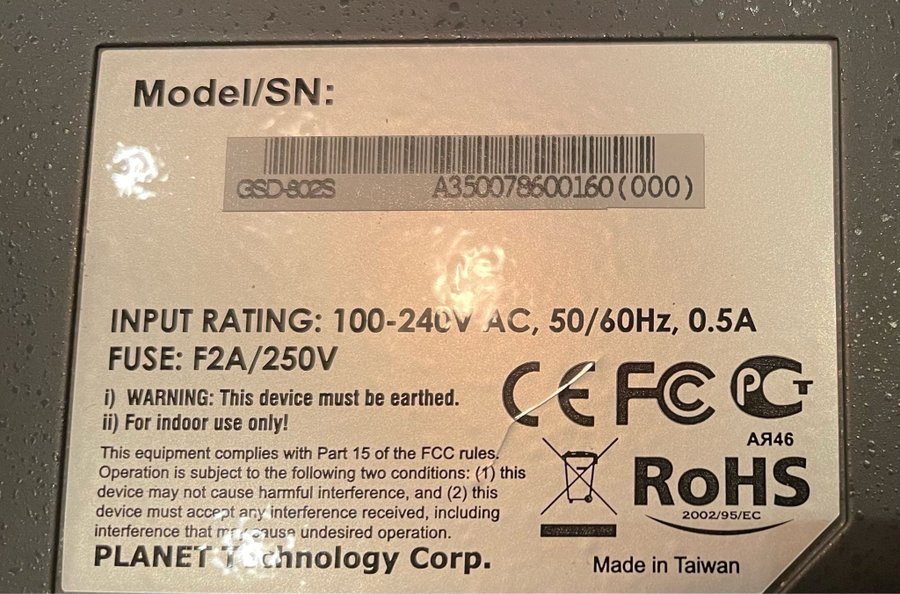 Model/SN:
GSD-802S A350078600160(000)
INPUT RATING: 100-240V AC, 50/60Hz, 0.5A
FUSE: F2A/250V
i) WARNING: This device must be earthed.
ii) For indoor use only!
CE FC PCT
АЯ46
This equipment complies with Part 15 of the FCC rules.
Operation is subject to the following two conditions: (1) this
device may not cause harmful interference, and (2) this
device must accept any interference received, including
interference that may cause undesired operation.
RoHS
2002/95/EC
PLANET Technology Corp.
Made in Taiwan